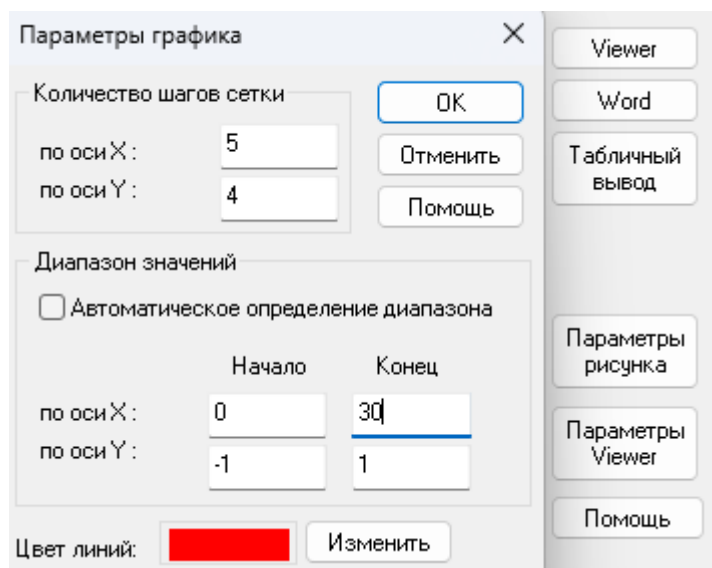 Параметры графика
Количество шагов сетки
по оси X :
5
по оси Y :
4
OK
Отменить
Помощь
Диапазон значений
Автоматическое определение диапазона
Начало
Конец
по оси X :
0
30
по оси Y :
-1
1
Цвет линий:
Изменить
Viewer
Word
Табличный
вывод
Параметры
рисунка
Параметры
Viewer
Помощь